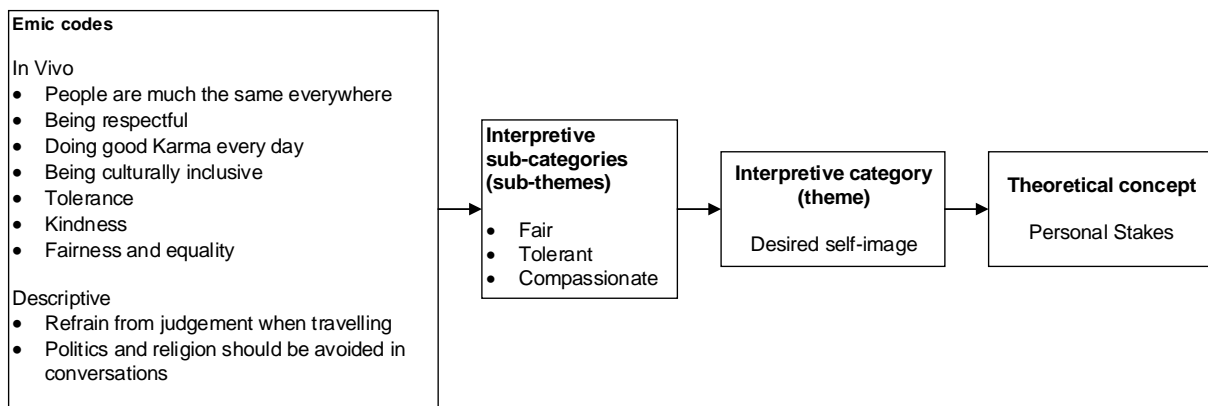 Emic codes
In Vivo
• People are much the same everywhere
• Being respectful
• Doing good Karma every day
• Being culturally inclusive
• Tolerance
• Kindness
• Fairness and equality
Descriptive
• Refrain from judgement when travelling
• Politics and religion should be avoided in
conversations
Interpretive
sub-categories
(sub-themes)
• Fair
• Tolerant
• Compassionate
Interpretive category
(theme)
Desired self-image
Theoretical concept
Personal Stakes